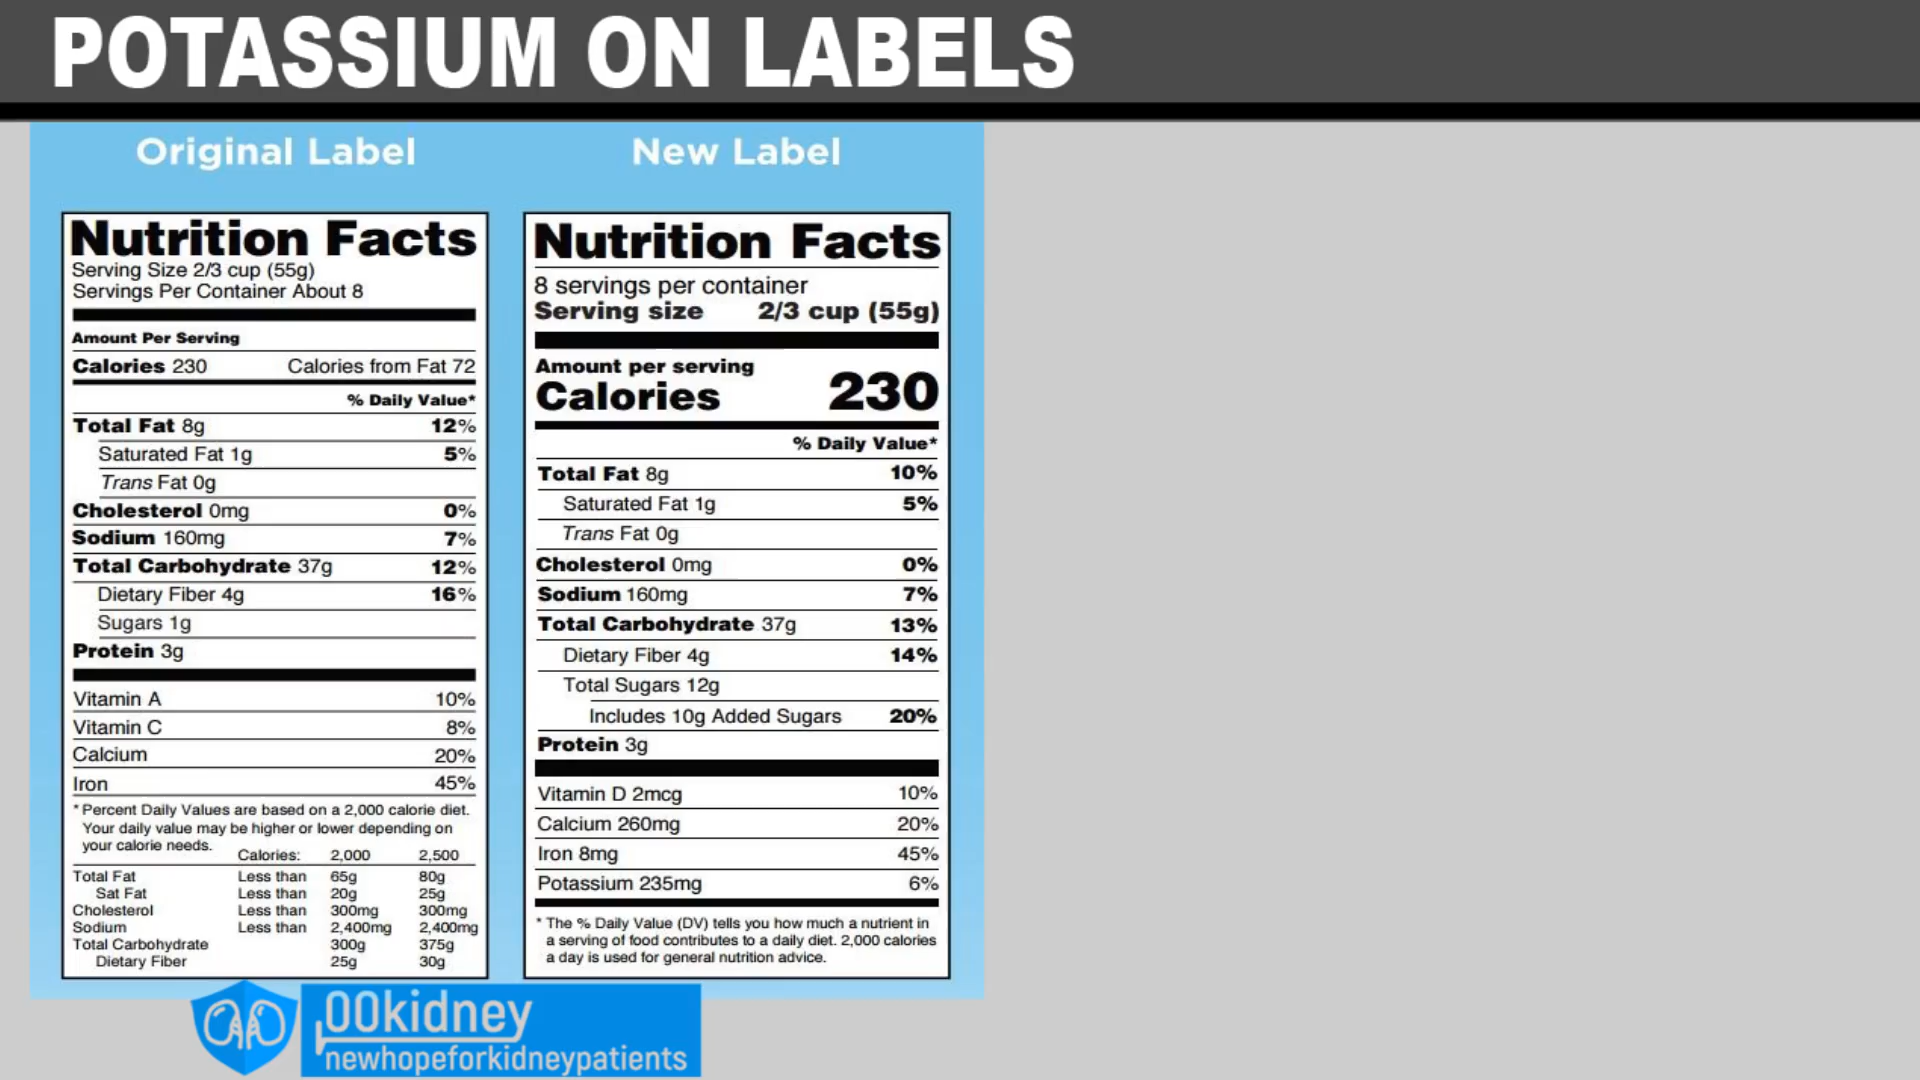 POTASSIUM ON LABELS
Original Label
New Label
Nutrition Facts
Serving Size 2/3 cup (55g)
Servings Per Container About 8
Amount Per Serving
Calories 230 Calories from Fat 72
% Daily Value*
Total Fat 8g 12%
Saturated Fat 1g 5%
Trans Fat 0g
Cholesterol 0mg 0%
Sodium 160mg 7%
Total Carbohydrate 37g 12%
Dietary Fiber 4g 16%
Sugars 1g
Protein 3g
Vitamin A 10%
Vitamin C 8%
Calcium 20%
Iron 45%
* Percent Daily Values are based on a 2,000 calorie diet.
Your daily value may be higher or lower depending on
your calorie needs.
Calories: 2,000 2,500
Total Fat Less than 65g 80g
Sat Fat Less than 20g 25g
Cholesterol Less than 300mg 300mg
Sodium Less than 2,400mg 2,400mg
Total Carbohydrate 300g 375g
Dietary Fiber 25g 30g
Nutrition Facts
8 servings per container
Serving size 2/3 cup (55g)
Amount per serving
Calories 230
% Daily Value*
Total Fat 8g 10%
Saturated Fat 1g 5%
Trans Fat 0g
Cholesterol 0mg 0%
Sodium 160mg 7%
Total Carbohydrate 37g 13%
Dietary Fiber 4g 14%
Total Sugars 12g
Includes 10g Added Sugars 20%
Protein 3g
Vitamin D 2mcg 10%
Calcium 260mg 20%
Iron 8mg 45%
Potassium 235mg 6%
* The % Daily Value (DV) tells you how much a nutrient in
a serving of food contributes to a daily diet. 2,000 calories
a day is used for general nutrition advice.
00kidney
newhopeforkidneypatients